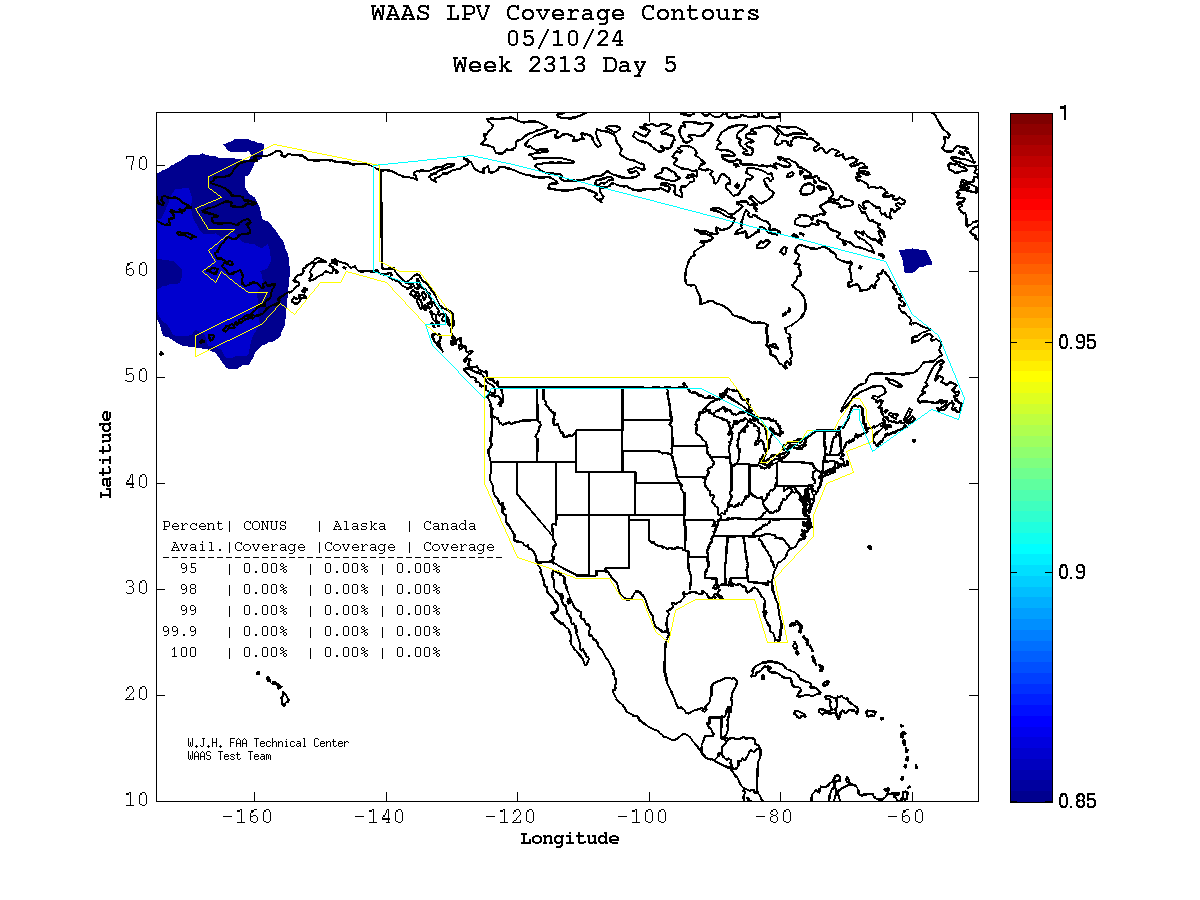 WAAS LPV Coverage Contours
05/10/24
Week 2313 Day 5
1
70
0.95
60
50
0.9
Latitude
40
Percent| CONUS | Alaska | Canada
Avail.|Coverage |Coverage | Coverage
95 | 0.00% | 0.00% | 0.00%
30
98 | 0.00% | 0.00% | 0.00%
99 | 0.00% | 0.00% | 0.00%
99.9 | 0.00% | 0.00% | 0.00%
100 | 0.00% | 0.00% | 0.00%
20
W.J.H. FAA Technical Center
WAAS Test Team
10
0.85
-160 -140 -120 -100 -80 -60
Longitude